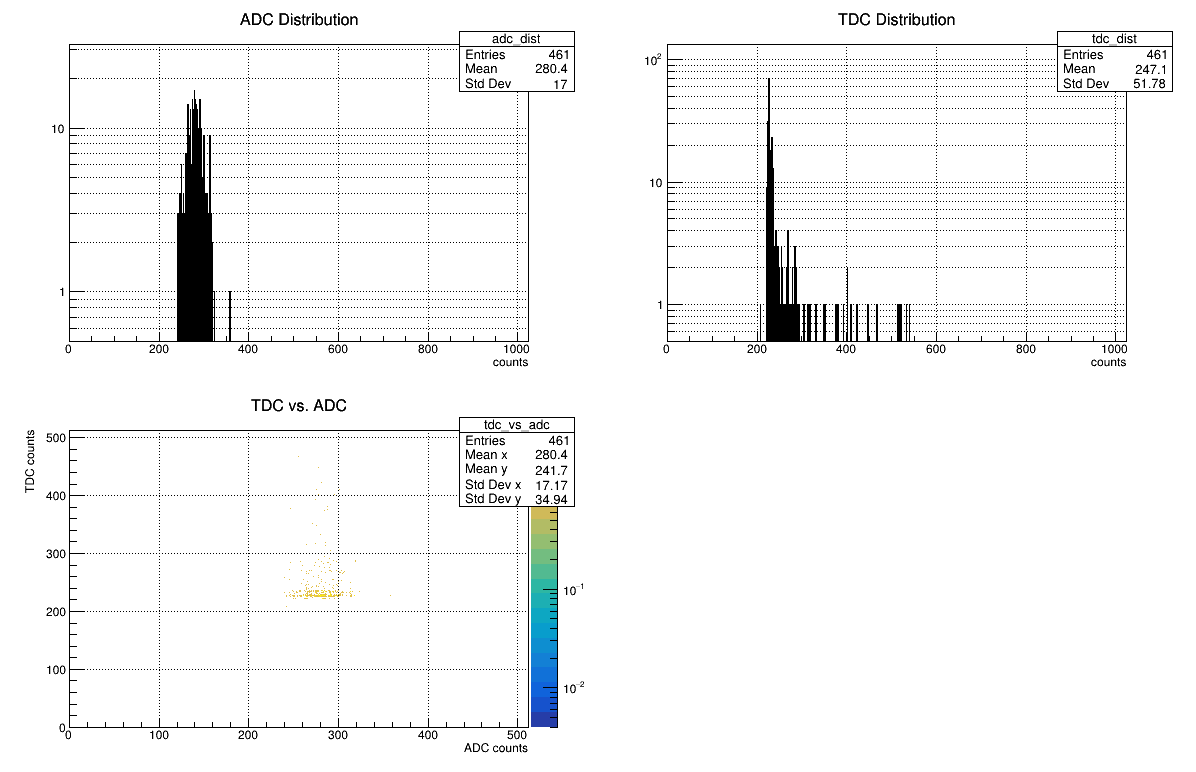 ADC Distribution
adc_dist
Entries 461
Mean 280.4
Std Dev 17
10
1
0 200 400 600 800 1000
counts
TDC Distribution
tdc_dist
Entries 461
Mean 247.1
Std Dev 51.78
10²
10
1
0 200 400 600 800 1000
counts
TDC vs. ADC
tdc_vs_adc
Entries 461
Mean x 280.4
Mean y 241.7
Std Dev x 17.17
Std Dev y 34.94
TDC counts
500
400
300
200
100
0
0 100 200 300 400 500
ADC counts
10⁻¹
10⁻²